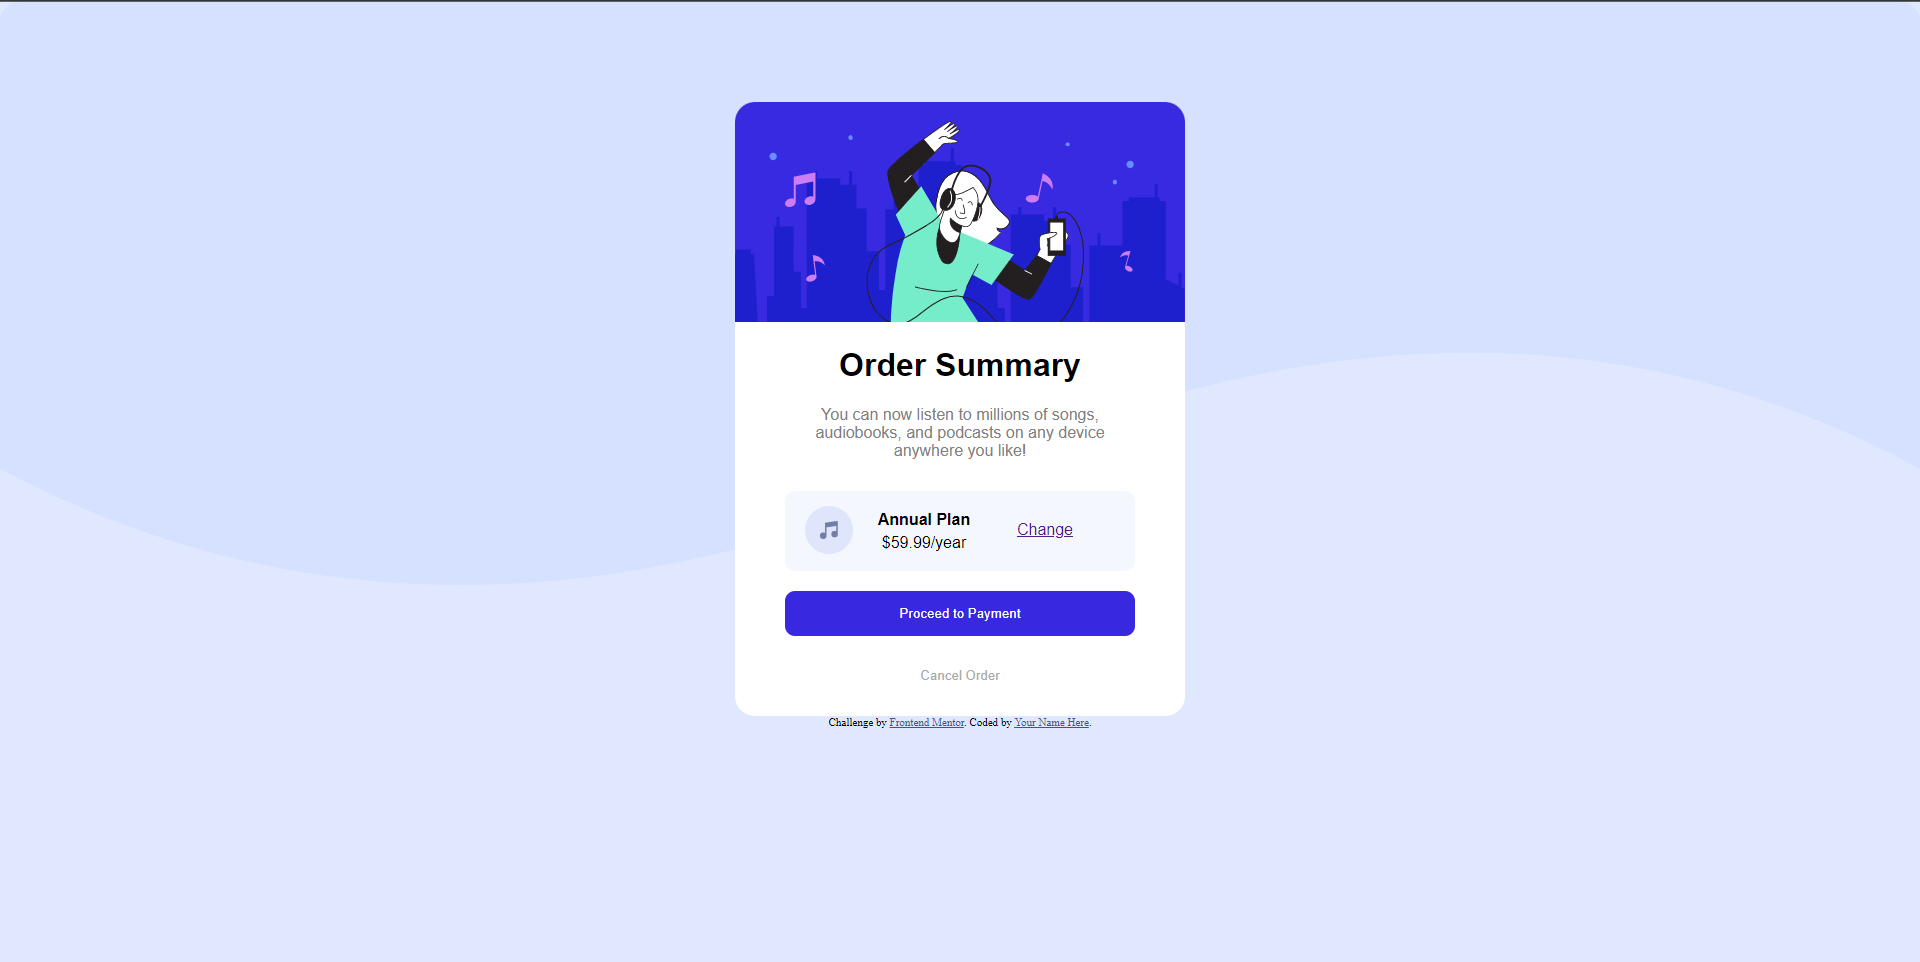 Order Summary
You can now listen to millions of songs,
audiobooks, and podcasts on any device
anywhere you like!
Annual Plan
$59.99/year
Change
Proceed to Payment
Cancel Order
Challenge by Frontend Mentor. Coded by Your Name Here.